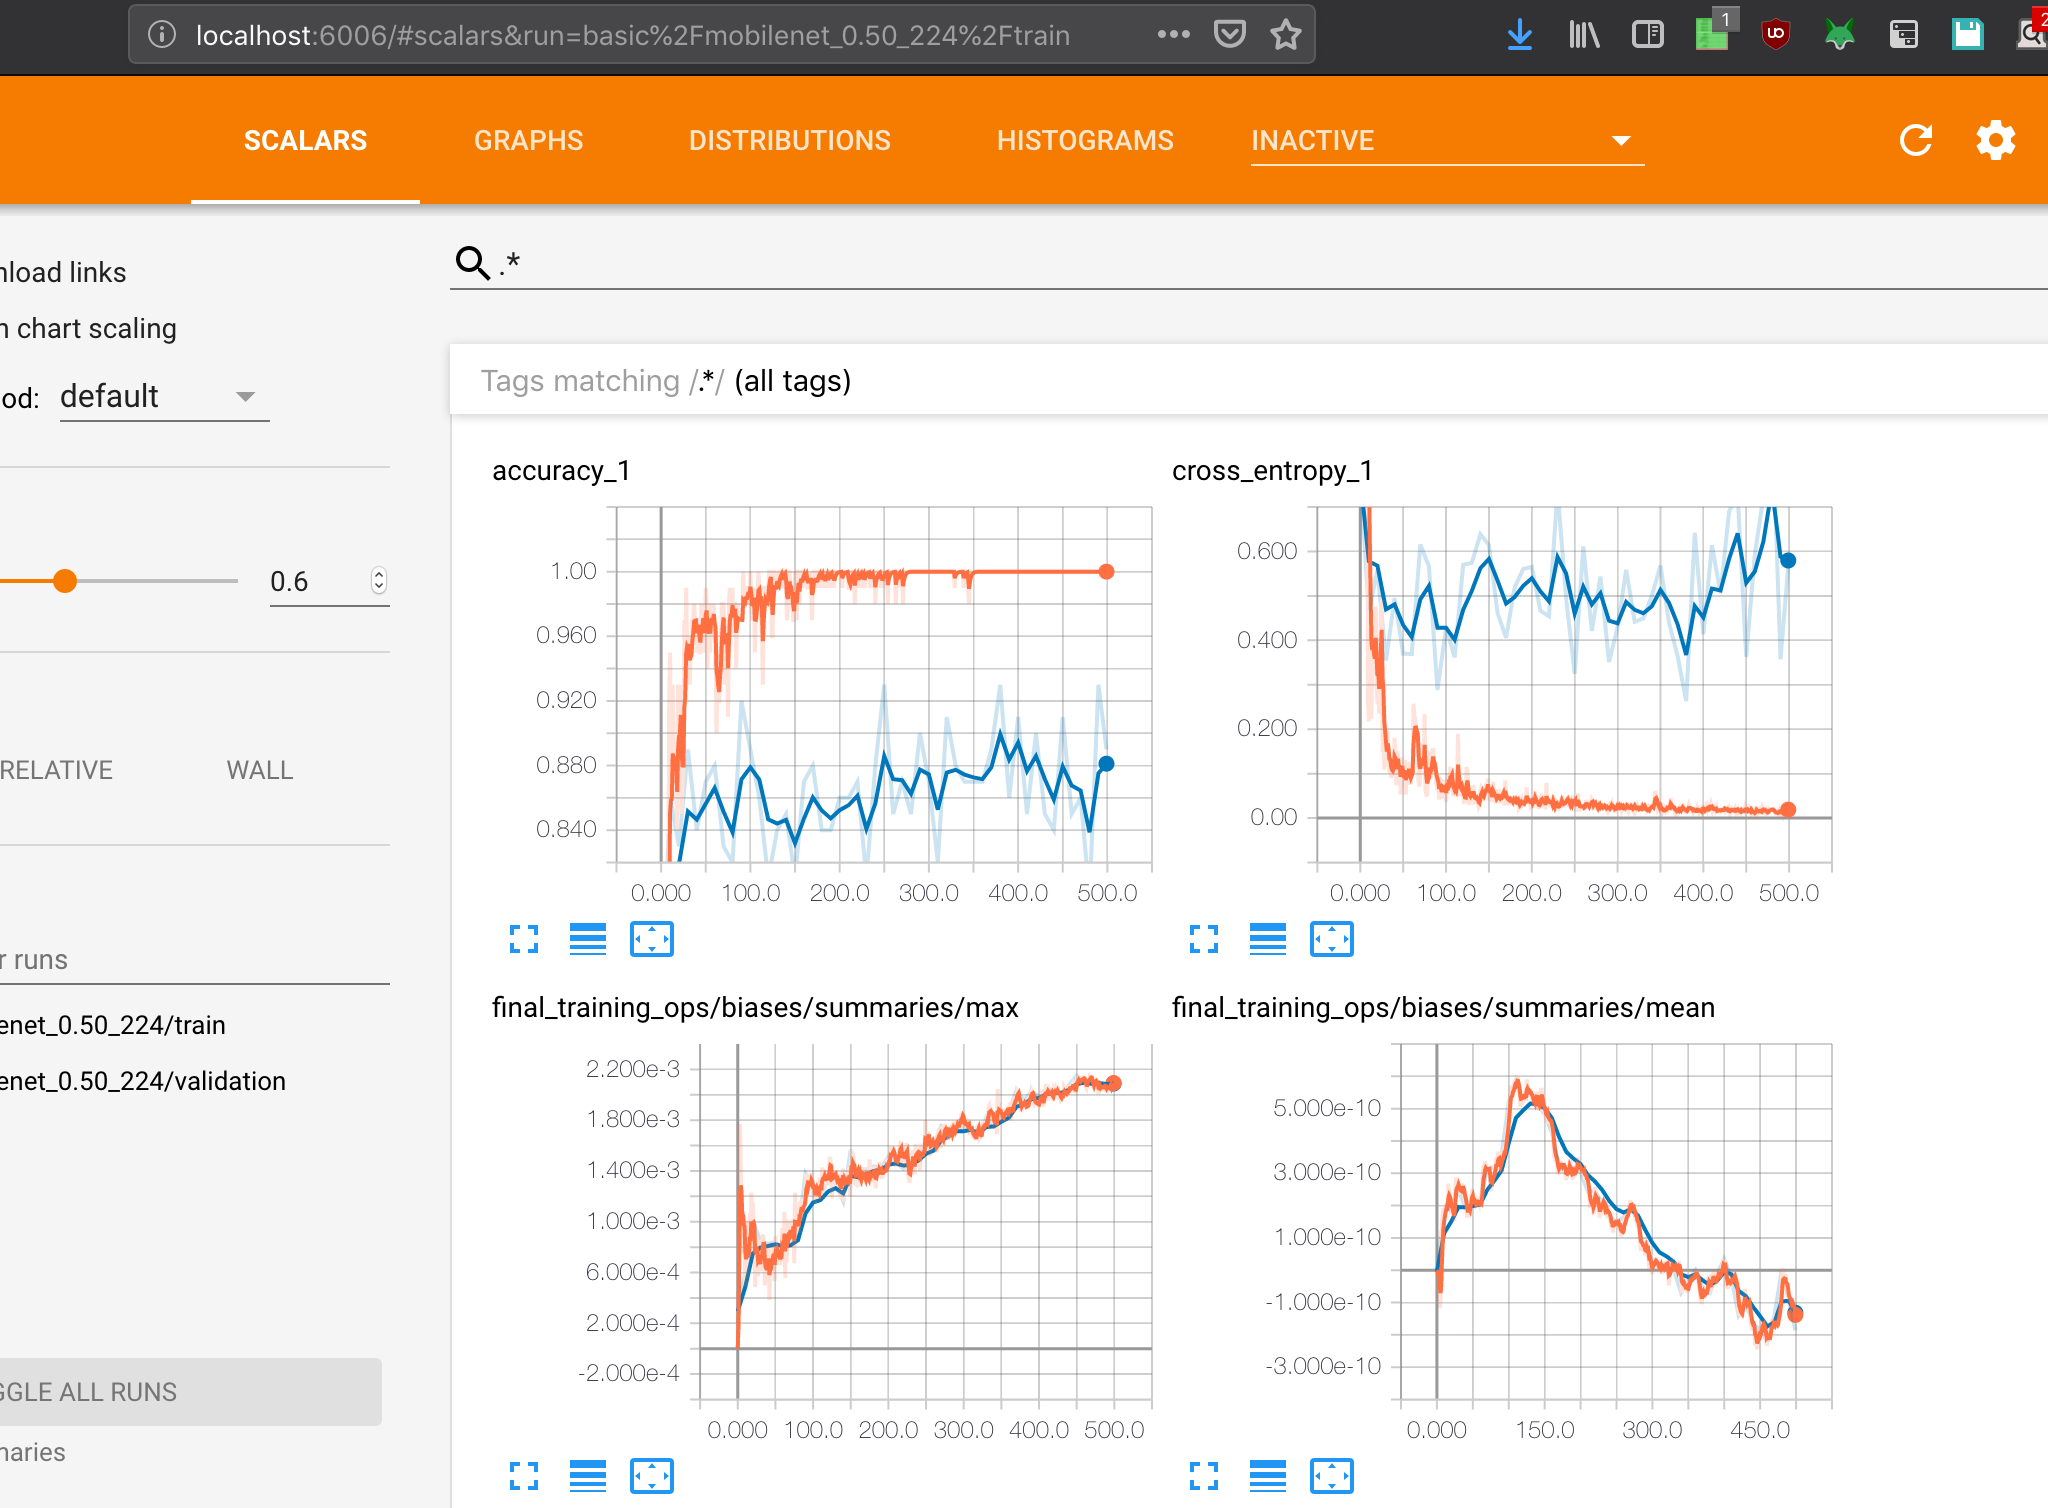 localhost:6006/#scalars&run=basic%2Fmobilenet_0.50_224%2Ftrain
1
2
SCALARS GRAPHS DISTRIBUTIONS HISTOGRAMS INACTIVE
.*
nload links
n chart scaling
od: default
0.6
RELATIVE WALL
r runs
enet_0.50_224/train
enet_0.50_224/validation
GGLE ALL RUNS
naries
Tags matching /.*/ (all tags)
accuracy_1
1.00
0.960
0.920
0.880
0.840
0.000 100.0 200.0 300.0 400.0 500.0
cross_entropy_1
0.600
0.400
0.200
0.00
0.000 100.0 200.0 300.0 400.0 500.0
final_training_ops/biases/summaries/max
2.200e-3
1.800e-3
1.400e-3
1.000e-3
6.000e-4
2.000e-4
-2.000e-4
0.000 100.0 200.0 300.0 400.0 500.0
final_training_ops/biases/summaries/mean
5.000e-10
3.000e-10
1.000e-10
-1.000e-10
-3.000e-10
0.000 150.0 300.0 450.0